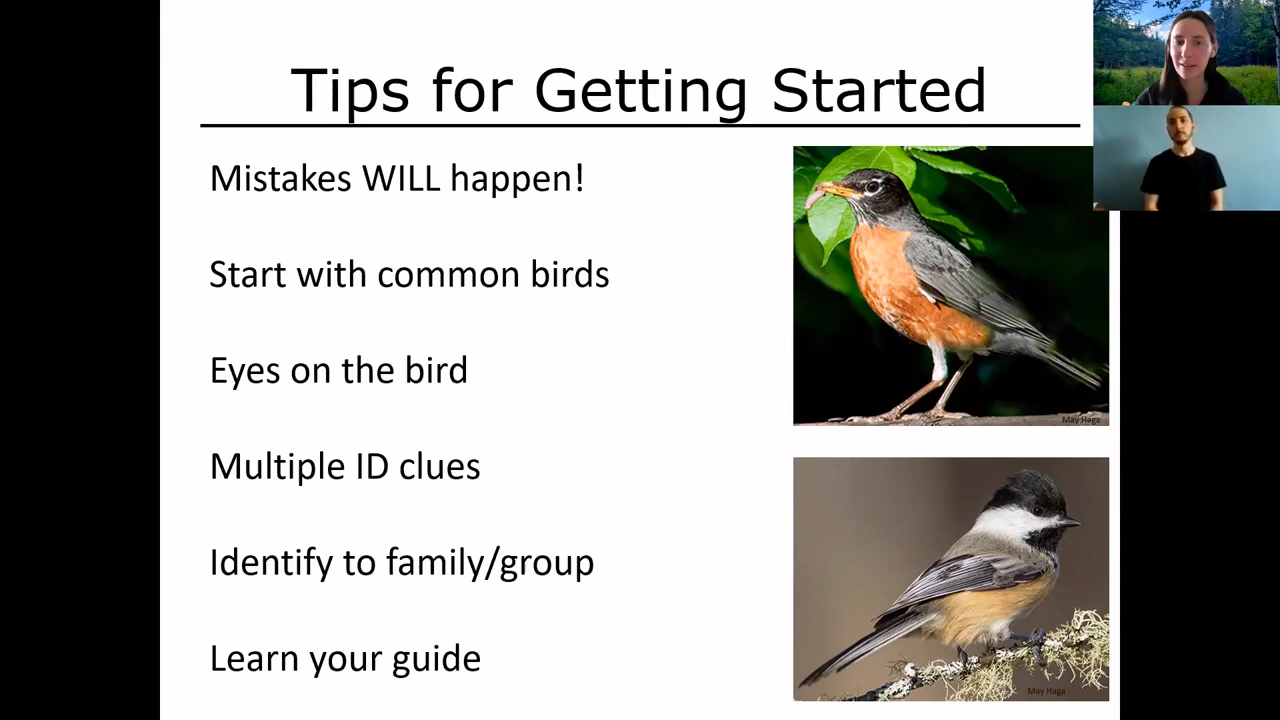 Tips for Getting Started
Mistakes WILL happen!
Start with common birds
Eyes on the bird
Multiple ID clues
Identify to family/group
Learn your guide
May Haga
May Haga